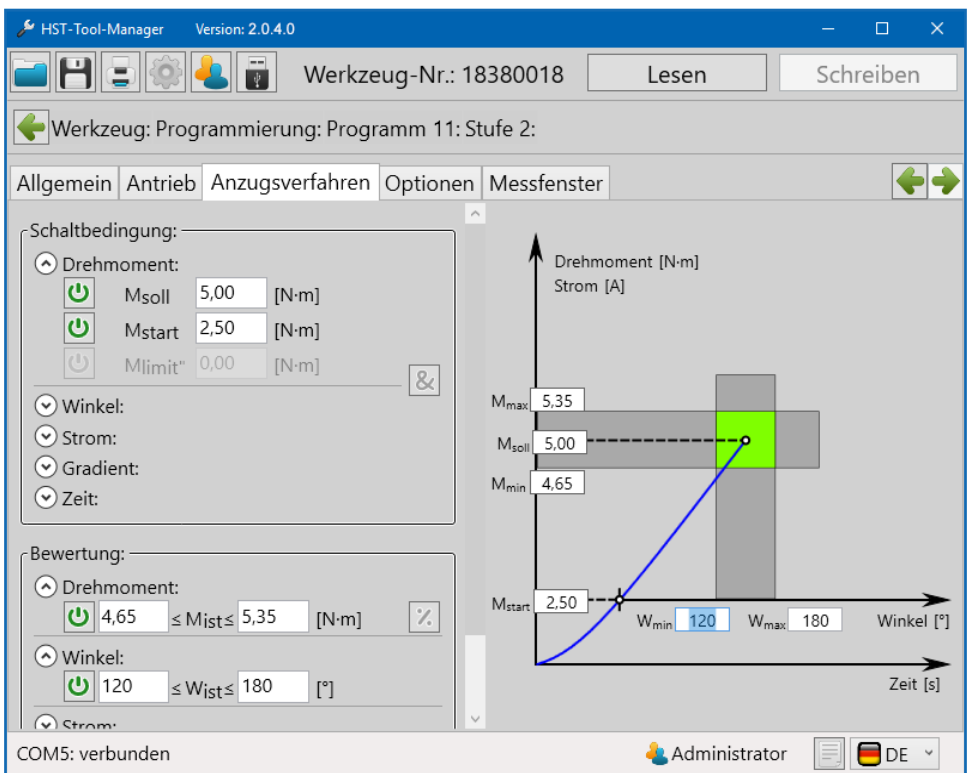 HST-Tool-Manager Version: 2.0.4.0
Werkzeug-Nr.: 18380018 Lesen Schreiben
Werkzeug: Programmierung: Programm 11: Stufe 2:
Allgemein Antrieb Anzugsverfahren Optionen Messfenster
Schaltbedingung:
Drehmoment:
Msoll 5,00 [N·m]
Mstart 2,50 [N·m]
Mlimit" 0,00 [N·m]
&
Winkel:
Strom:
Gradient:
Zeit:
Bewertung:
Drehmoment:
4,65 ≤ Mist ≤ 5,35 [N·m] %
Winkel:
120 ≤ Wist ≤ 180 [°]
Strom:
Drehmoment [N·m]
Strom [A]
Mmax 5,35
Msoll 5,00
Mmin 4,65
Mstart 2,50
Wmin 120 Wmax 180 Winkel [°]
Zeit [s]
COM5: verbunden Administrator DE